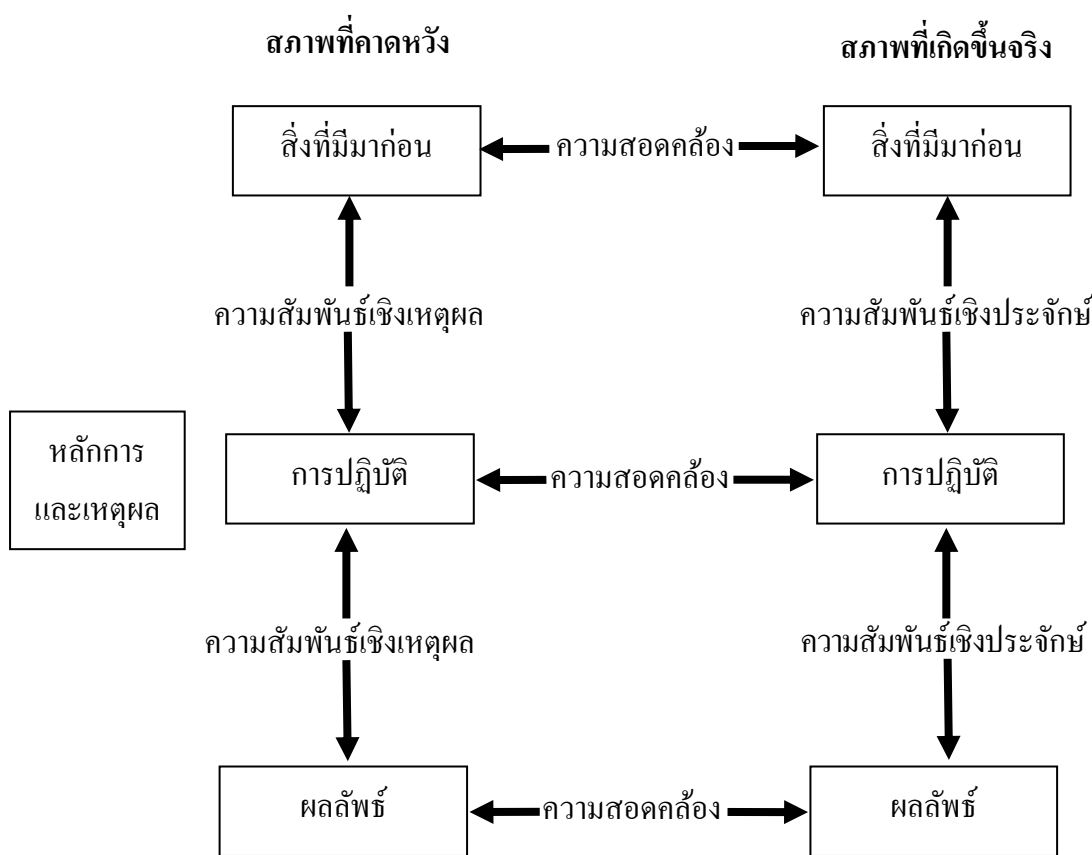 สภาพที่คาดหวัง
สภาพที่เกิดขึ้นจริง
สิ่งที่มีมาก่อน
ความสอดคล้อง
สิ่งที่มีมาก่อน
ความสัมพันธ์เชิงเหตุผล
ความสัมพันธ์เชิงประจักษ์
หลักการ
และเหตุผล
การปฏิบัติ
ความสอดคล้อง
การปฏิบัติ
ความสัมพันธ์เชิงเหตุผล
ความสัมพันธ์เชิงประจักษ์
ผลลัพธ์
ความสอดคล้อง
ผลลัพธ์